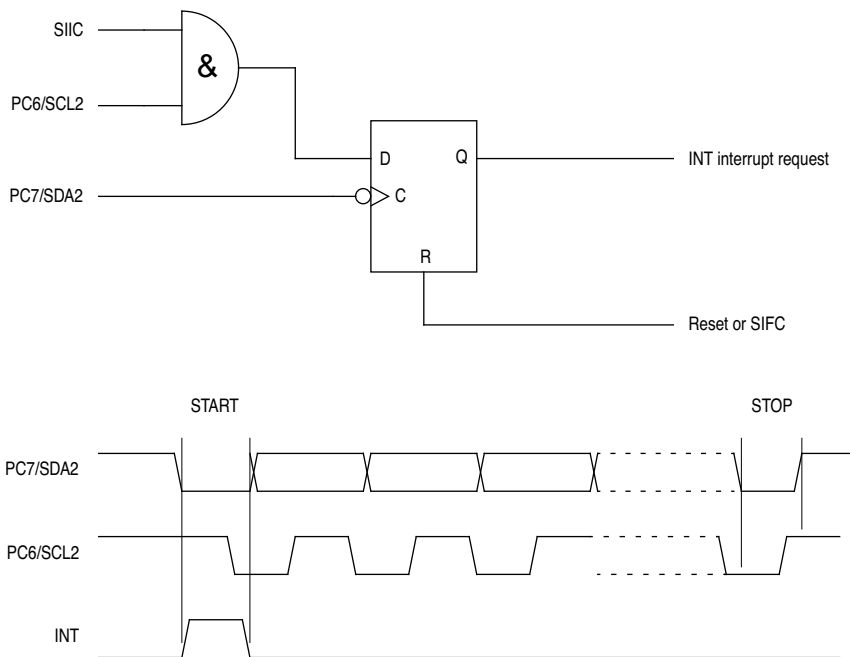 SIIC
&
PC6/SCL2
D
Q
INT interrupt request
PC7/SDA2
C
R
Reset or SIFC
START
STOP
PC7/SDA2
PC6/SCL2
INT